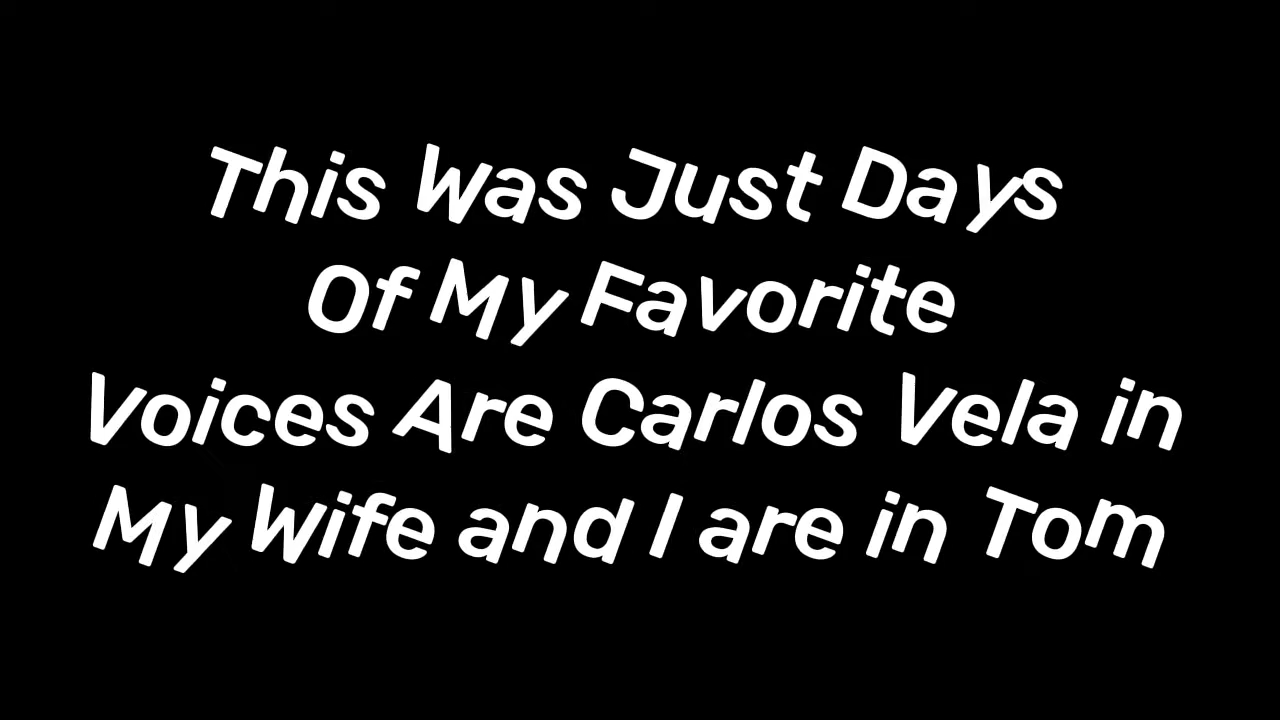 This Was Just Days
Of My Favorite
Voices Are Carlos Vela in
My Wife and I are in Tom